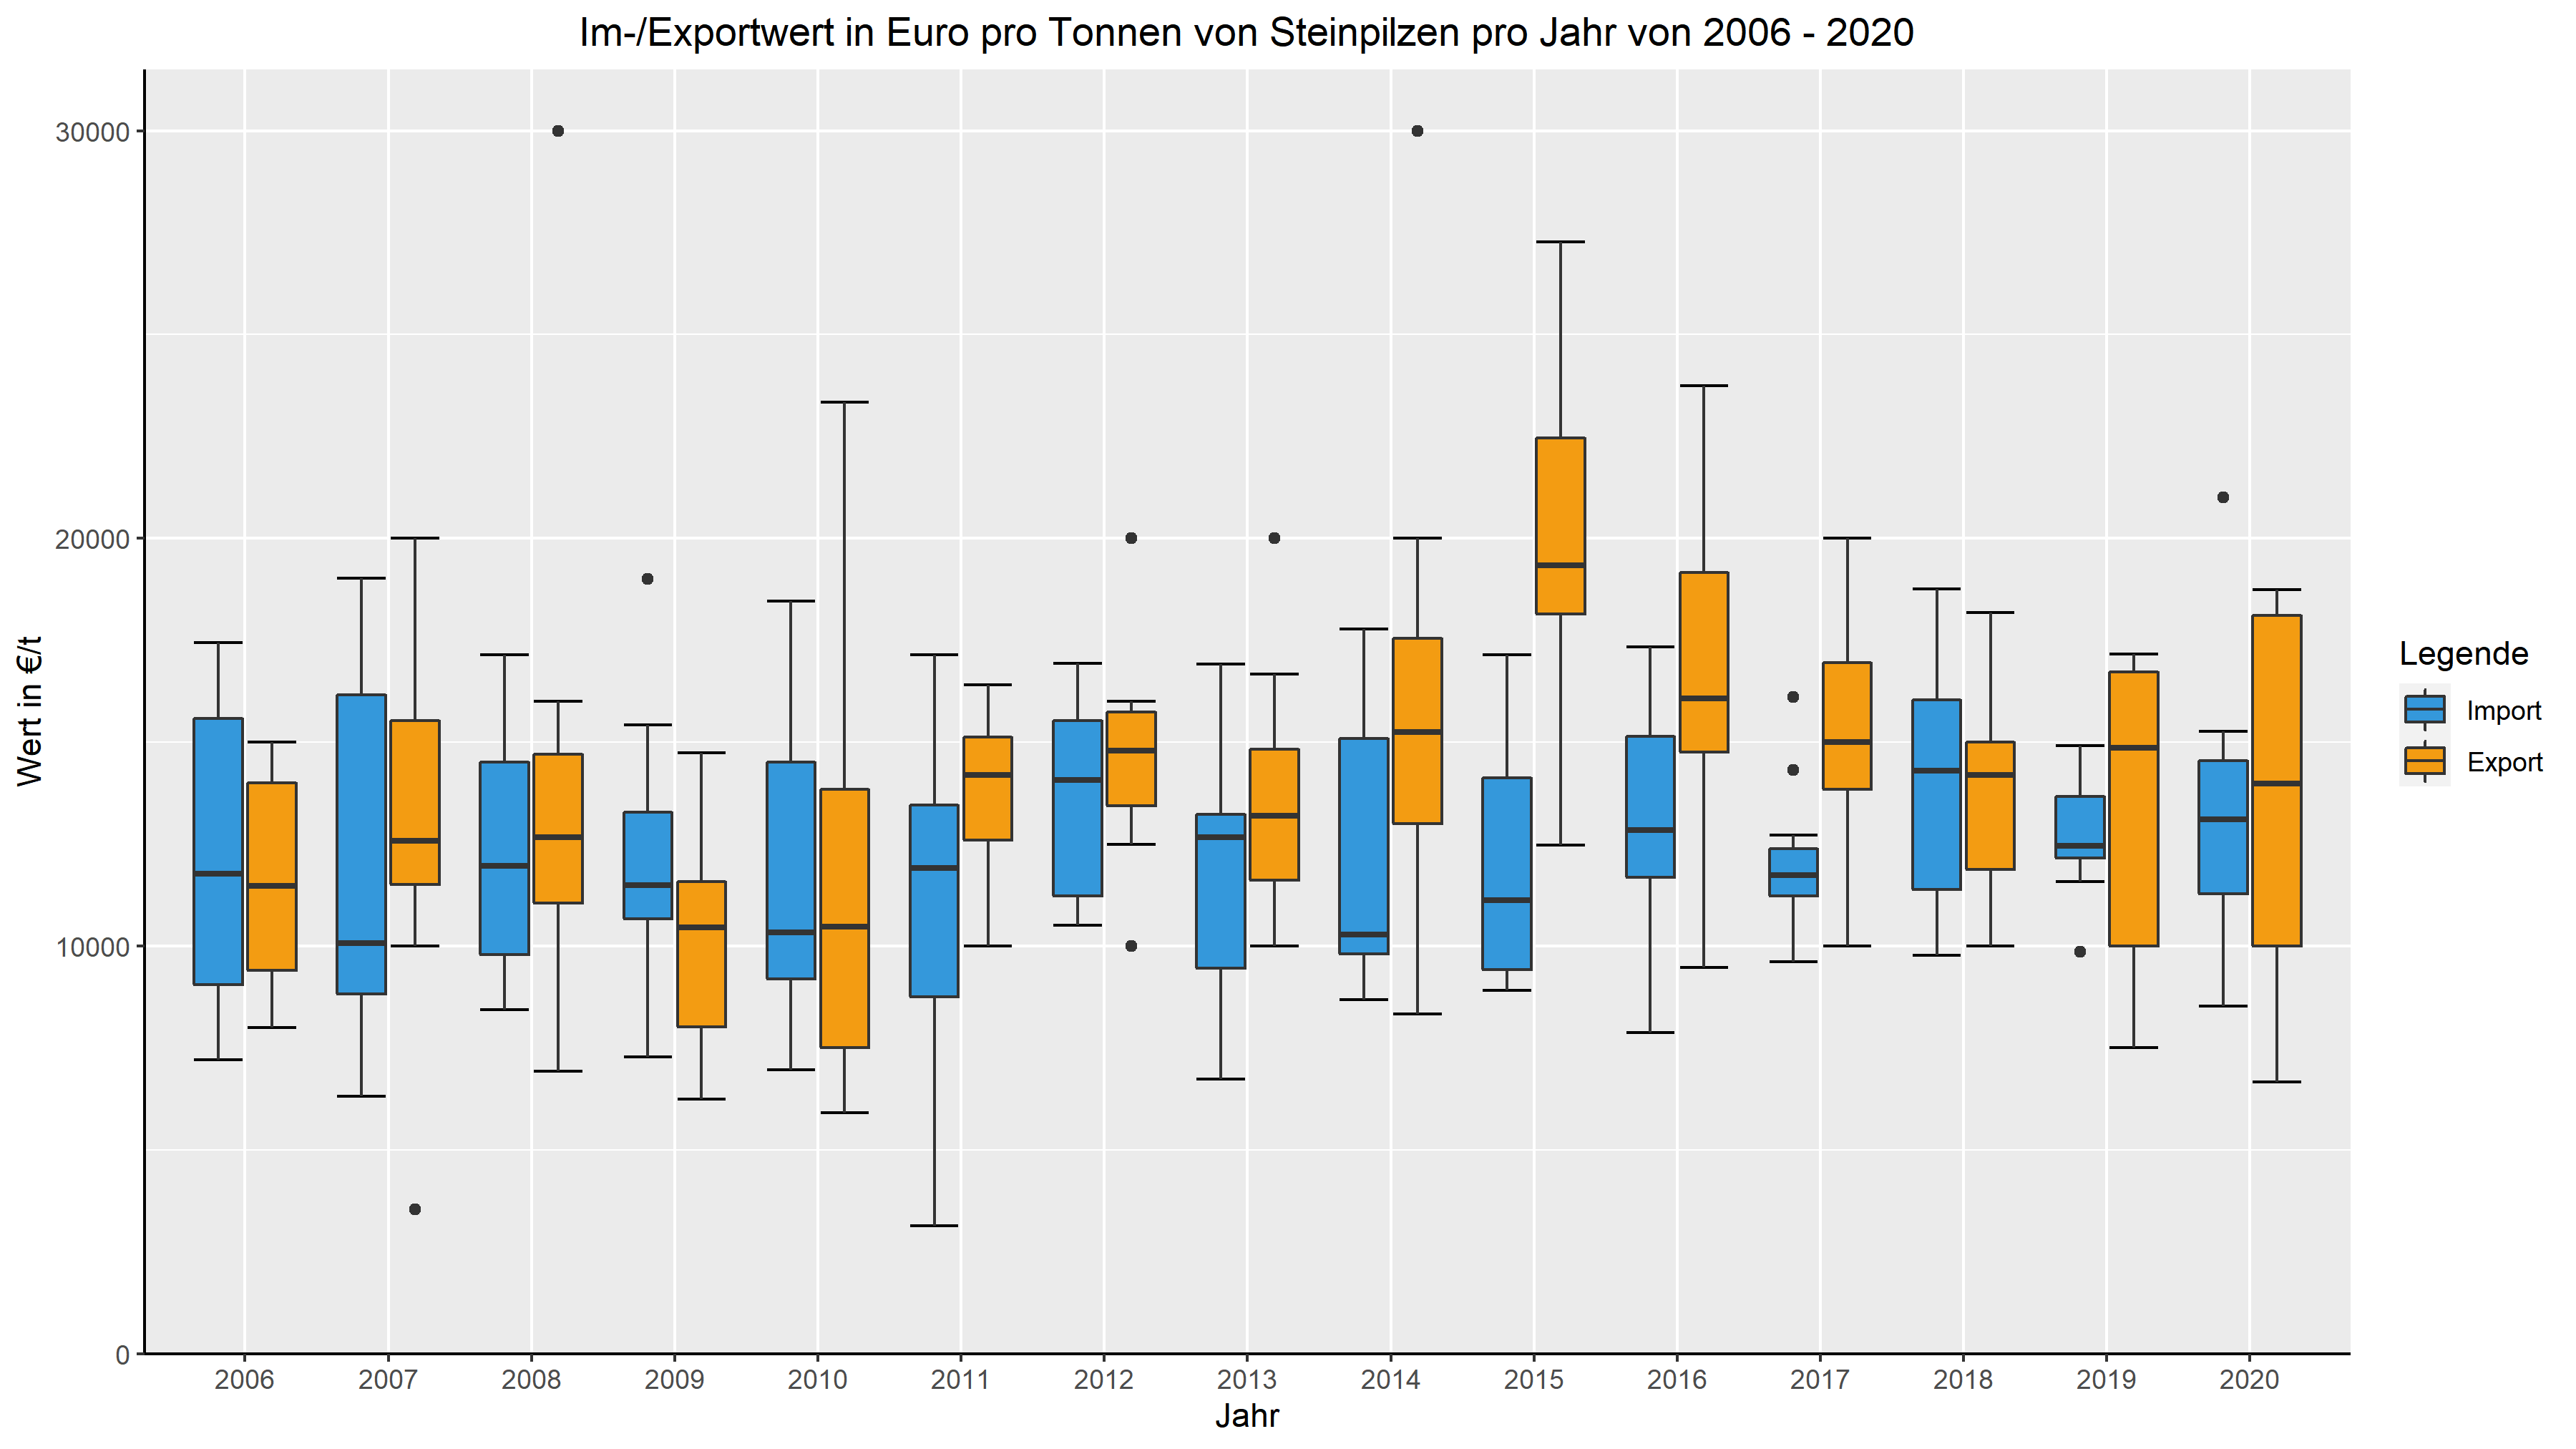 Im-/Exportwert in Euro pro Tonnen von Steinpilzen pro Jahr von 2006 - 2020
Wert in €/t
30000
20000
10000
0
2006 2007 2008 2009 2010 2011 2012 2013 2014 2015 2016 2017 2018 2019 2020
Jahr
Legende
Import
Export